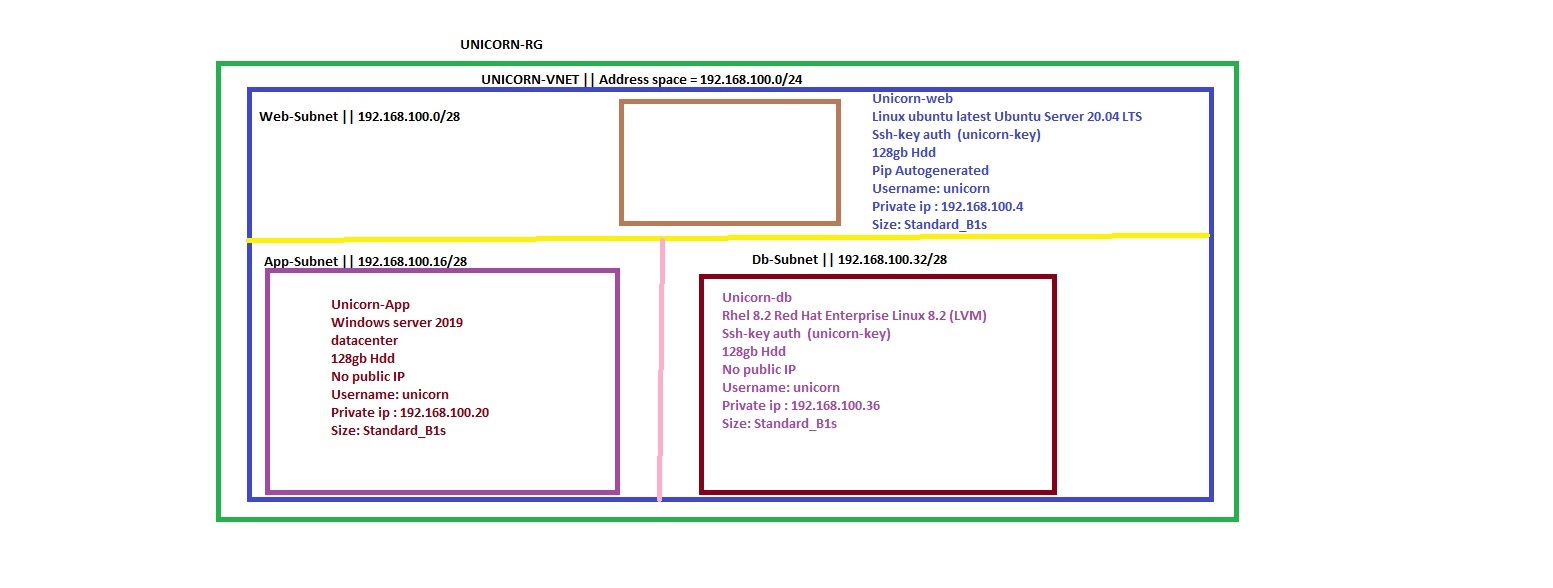 UNICORN-RG
UNICORN-VNET || Address space = 192.168.100.0/24
Web-Subnet || 192.168.100.0/28
Unicorn-web
Linux ubuntu latest Ubuntu Server 20.04 LTS
Ssh-key auth  (unicorn-key)
128gb Hdd
Pip Autogenerated
Username: unicorn
Private ip : 192.168.100.4
Size: Standard_B1s
App-Subnet || 192.168.100.16/28
Unicorn-App
Windows server 2019
datacenter
128gb Hdd
No public IP
Username: unicorn
Private ip : 192.168.100.20
Size: Standard_B1s
Db-Subnet || 192.168.100.32/28
Unicorn-db
Rhel 8.2 Red Hat Enterprise Linux 8.2 (LVM)
Ssh-key auth  (unicorn-key)
128gb Hdd
No public IP
Username: unicorn
Private ip : 192.168.100.36
Size: Standard_B1s